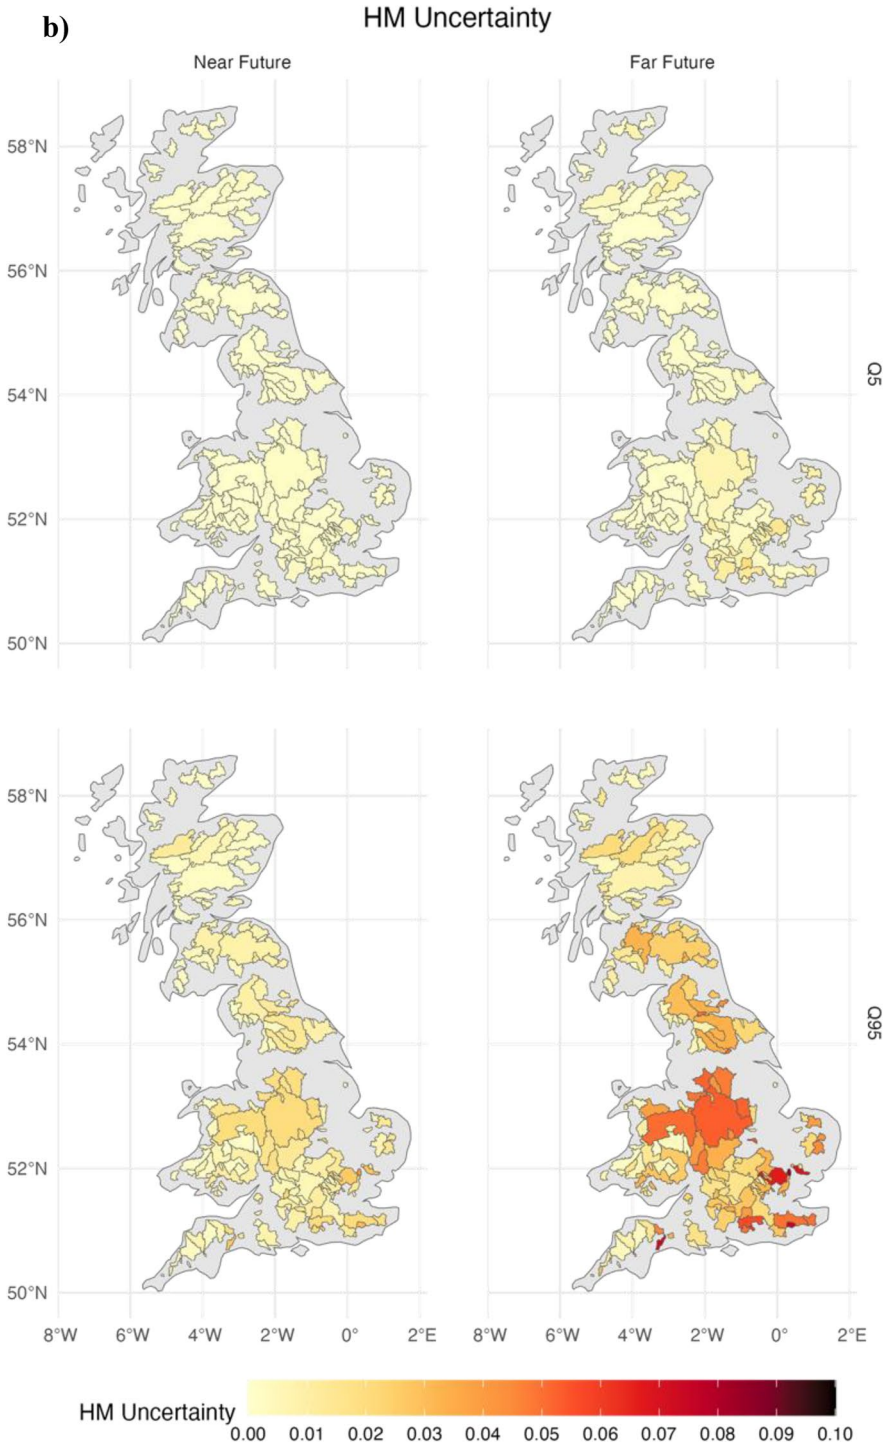 b)
HM Uncertainty
Near Future
Far Future
58°N
56°N
54°N
52°N
50°N
Q5
58°N
56°N
54°N
52°N
50°N
Q95
8°W 6°W 4°W 2°W 0° 2°E
8°W 6°W 4°W 2°W 0° 2°E
HM Uncertainty
0.00 0.01 0.02 0.03 0.04 0.05 0.06 0.07 0.08 0.09 0.10